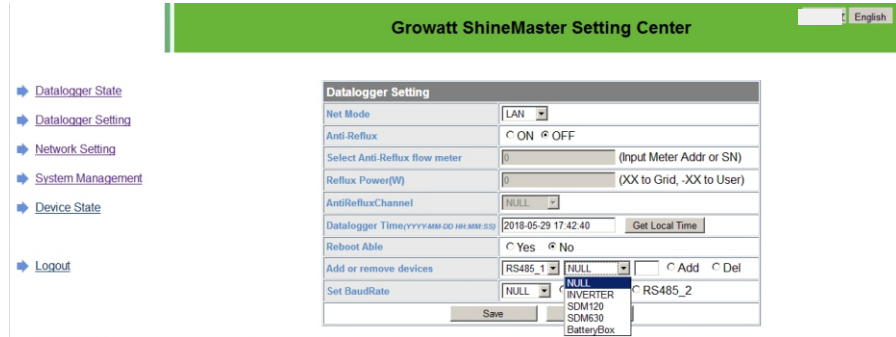 Growatt ShineMaster Setting Center
English
Datalogger State
Datalogger Setting
Network Setting
System Management
Device State
Logout
Datalogger Setting
Net Mode LAN
Anti-Reflux ON OFF
Select Anti-Reflux flow meter 0 (Input Meter Addr or SN)
Reflux Power(W) 0 (XX to Grid, -XX to User)
AntiRefluxChannel NULL
Datalogger Time(YYYY-MM-DD HH:MM:SS) 2018-05-29 17:42:40 Get Local Time
Reboot Able Yes No
Add or remove devices RS485_1 NULL Add Del
Set BaudRate NULL RS485_2
NULL
INVERTER
SDM120
SDM630
BatteryBox
Save